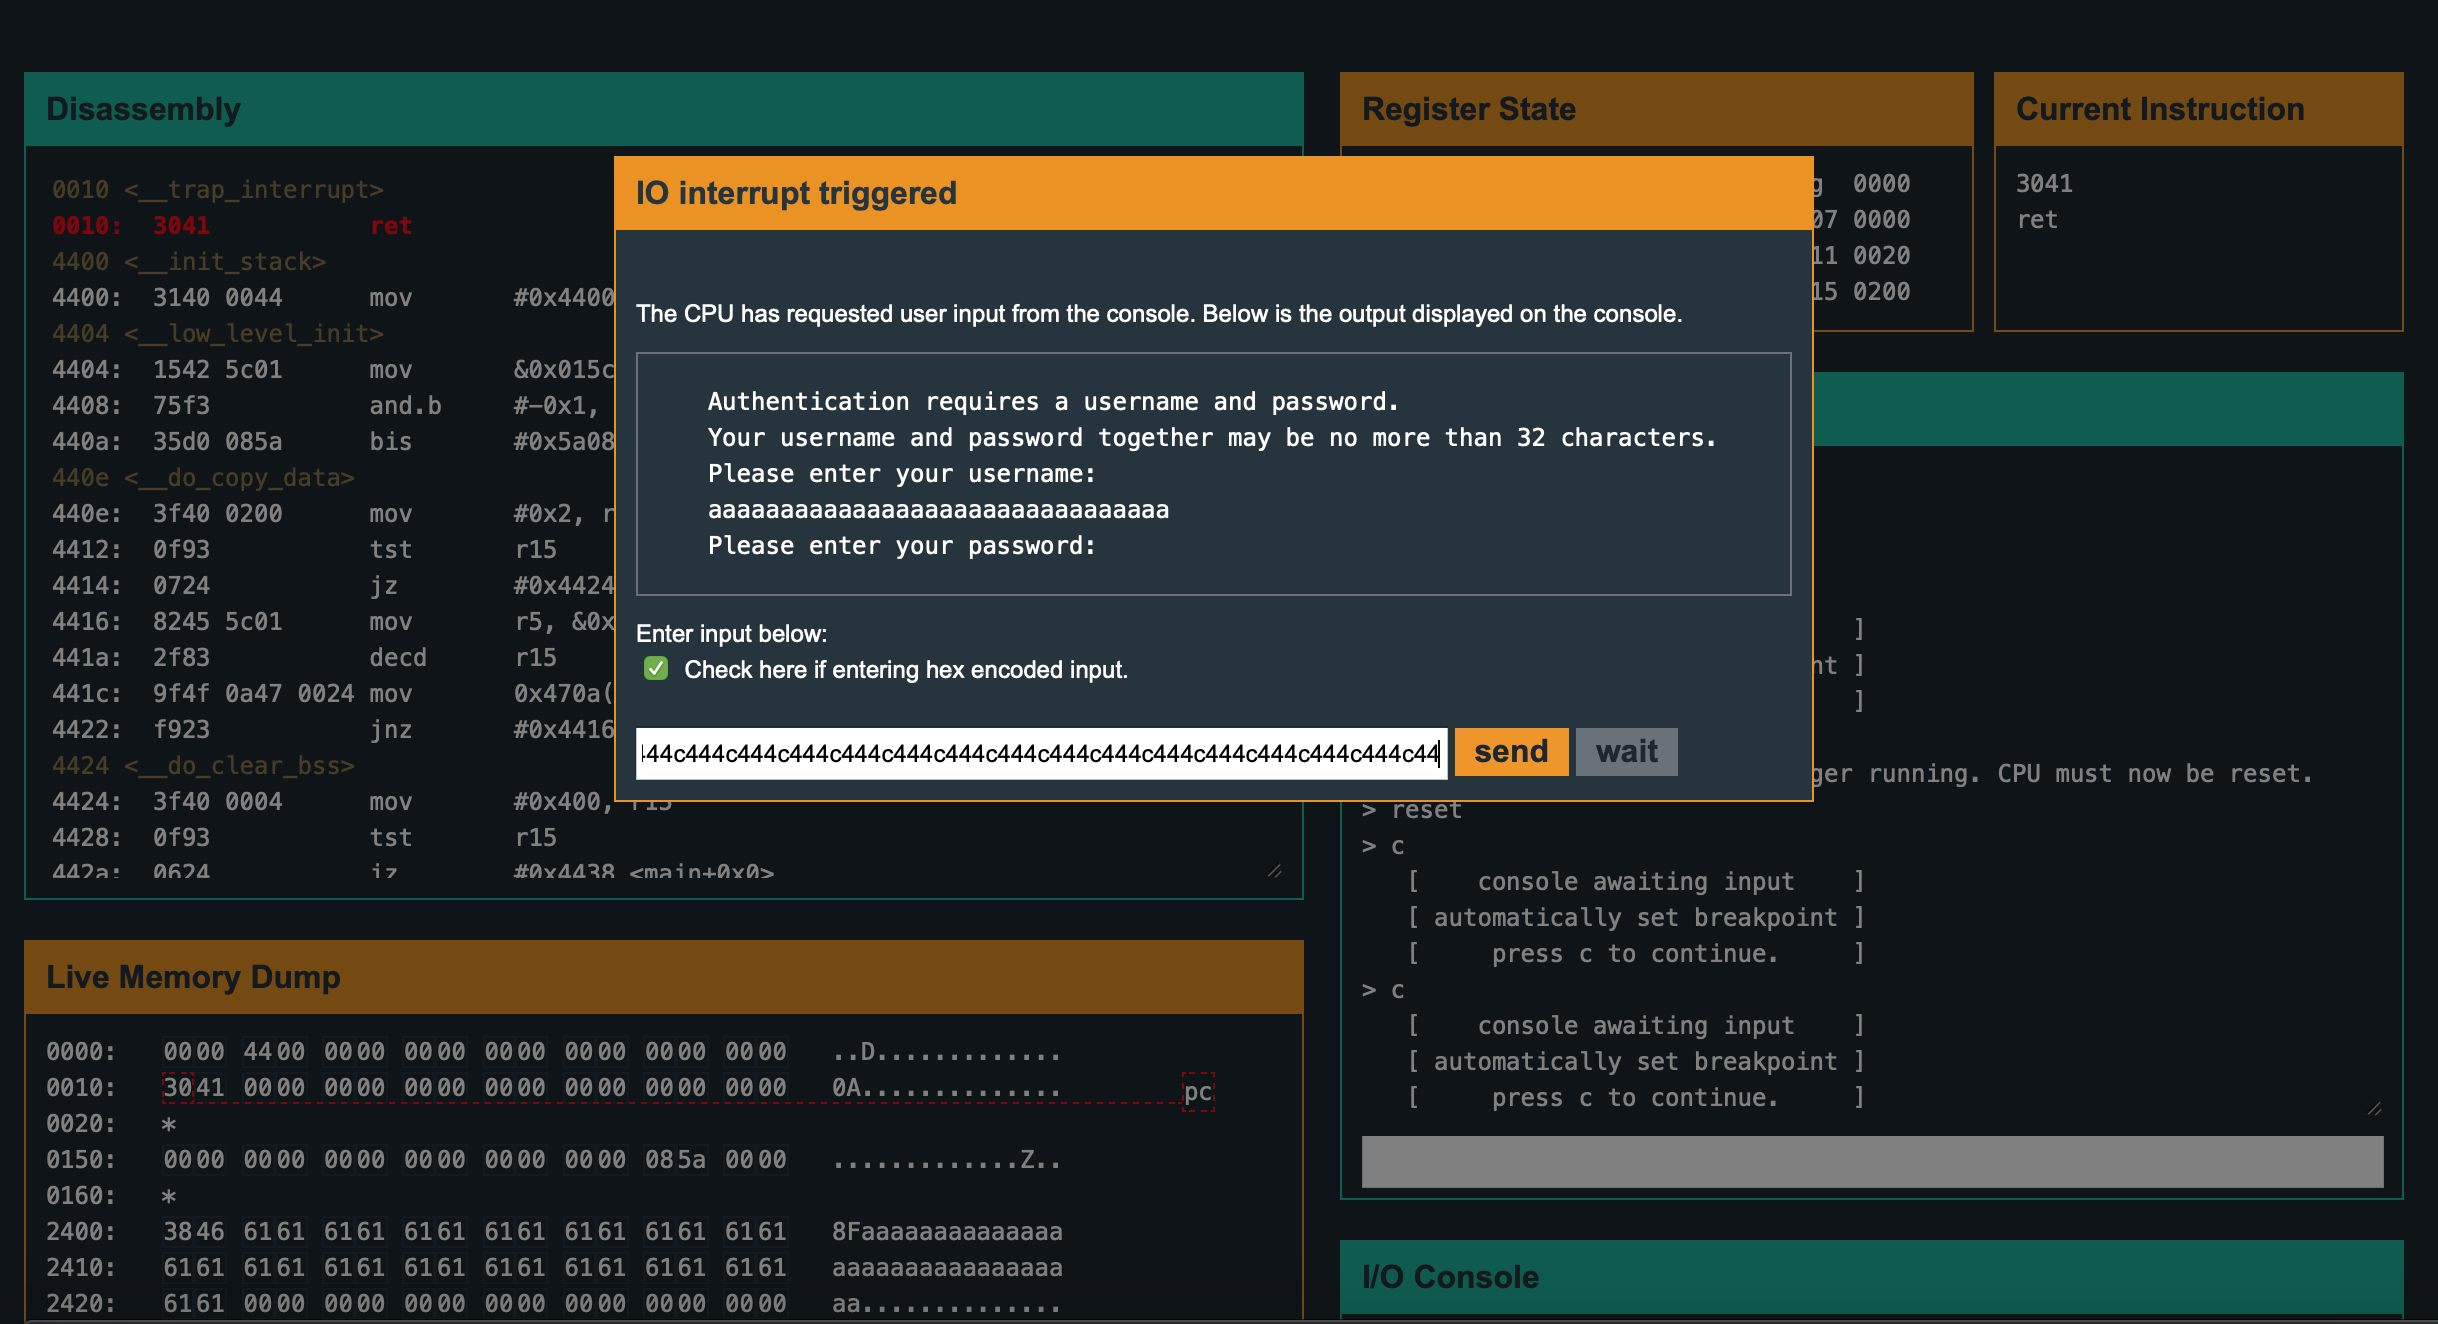 Disassembly
0010 <__trap_interrupt>
0010: 3041 ret
4400 <__init_stack>
4400: 3140 0044 mov #0x4400
4404 <__low_level_init>
4404: 1542 5c01 mov &0x015c
4408: 75f3 and.b #-0x1,
440a: 35d0 085a bis #0x5a08
440e <__do_copy_data>
440e: 3f40 0200 mov #0x2, r
4412: 0f93 tst r15
4414: 0724 jz #0x4424
4416: 8245 5c01 mov r5, &0x
441a: 2f83 decd r15
441c: 9f4f 0a47 0024 mov 0x470a(
4422: f923 jnz #0x4416
4424 <__do_clear_bss>
4424: 3f40 0004 mov #0x400, r15
4428: 0f93 tst r15
442a: 0624 jz #0x4438 <main+0x0>
Register State
g 0000
07 0000
11 0020
15 0200
Current Instruction
3041
ret
IO interrupt triggered
The CPU has requested user input from the console. Below is the output displayed on the console.
Authentication requires a username and password.
Your username and password together may be no more than 32 characters.
Please enter your username:
aaaaaaaaaaaaaaaaaaaaaaaaaaaaaaaa
Please enter your password:
Enter input below:
Check here if entering hex encoded input.
44c444c444c444c444c444c444c444c444c444c444c444c444c444c444c44
send
wait
]
nt ]
]
ger running. CPU must now be reset.
> reset
> c
[ console awaiting input ]
[ automatically set breakpoint ]
[ press c to continue. ]
> c
[ console awaiting input ]
[ automatically set breakpoint ]
[ press c to continue. ]
Live Memory Dump
0000: 0000 4400 0000 0000 0000 0000 0000 0000 ..D.............
0010: 3041 0000 0000 0000 0000 0000 0000 0000 0A.............. pc
0020: *
0150: 0000 0000 0000 0000 0000 0000 085a 0000 .............Z..
0160: *
2400: 3846 6161 6161 6161 6161 6161 6161 6161 8Faaaaaaaaaaaaaa
2410: 6161 6161 6161 6161 6161 6161 6161 6161 aaaaaaaaaaaaaaaa
2420: 6161 0000 0000 0000 0000 0000 0000 0000 aa..............
I/O Console